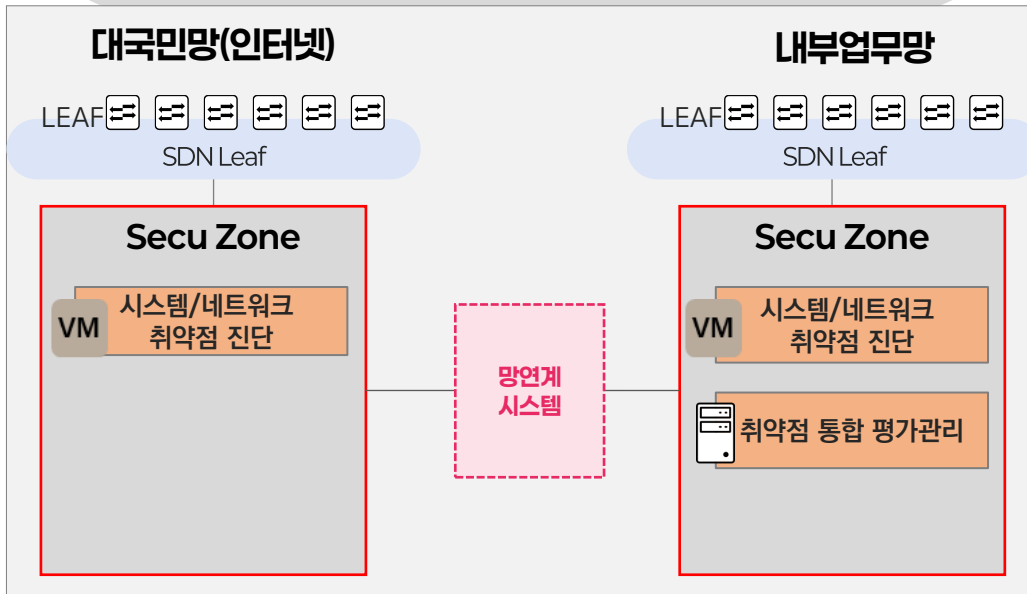 대국민망(인터넷)
LEAF
SDN Leaf
Secu Zone
VM
시스템/네트워크
취약점 진단
망연계
시스템
내부업무망
LEAF
SDN Leaf
Secu Zone
VM
시스템/네트워크
취약점 진단
취약점 통합 평가관리